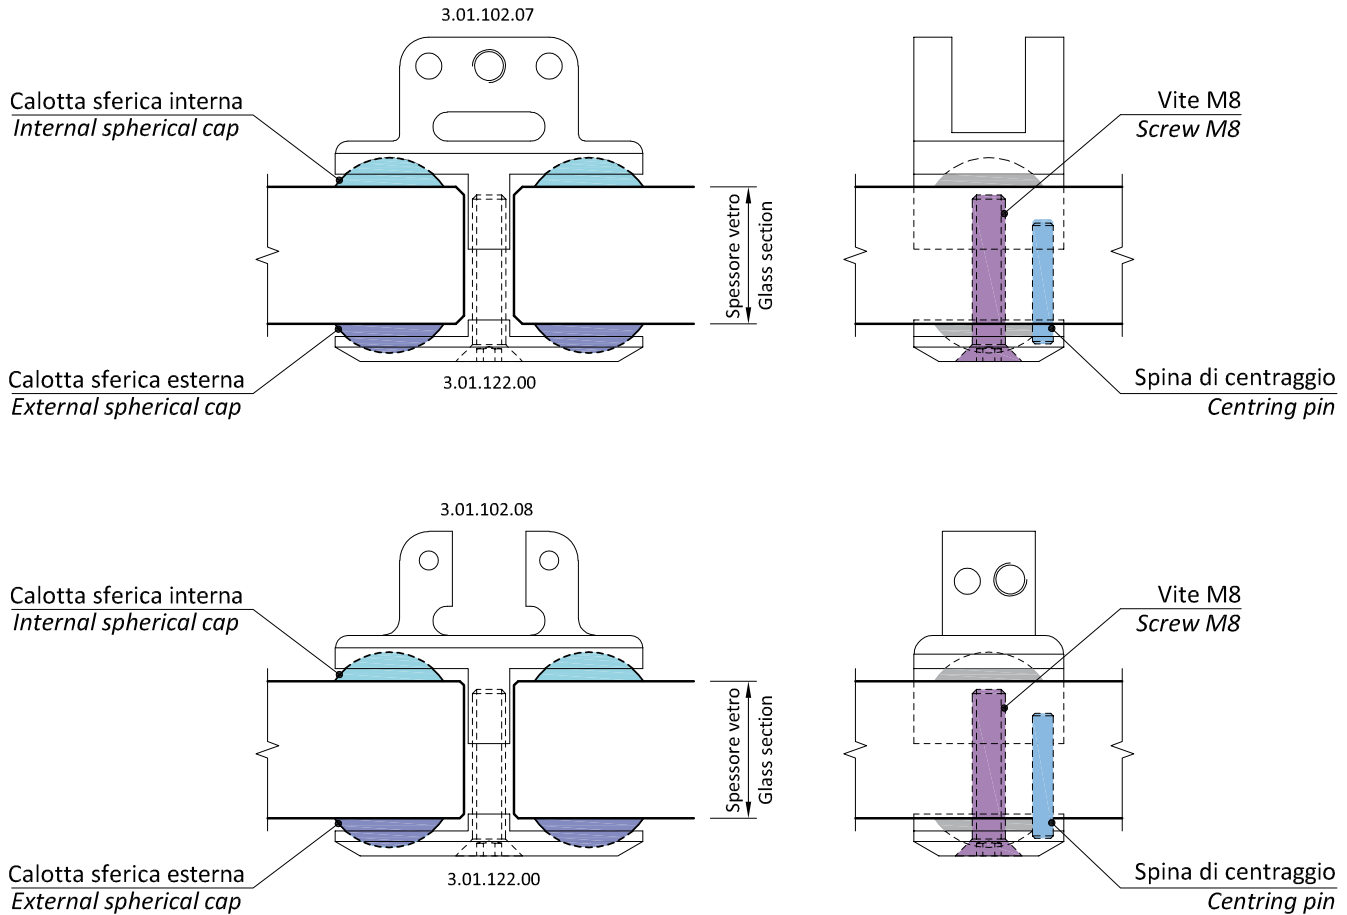 3.01.102.07
Calotta sferica interna
Internal spherical cap
Vite M8
Screw M8
Spessore vetro
Glass section
Calotta sferica esterna
External spherical cap
3.01.122.00
Spina di centraggio
Centring pin
3.01.102.08
Calotta sferica interna
Internal spherical cap
Vite M8
Screw M8
Spessore vetro
Glass section
Calotta sferica esterna
External spherical cap
3.01.122.00
Spina di centraggio
Centring pin